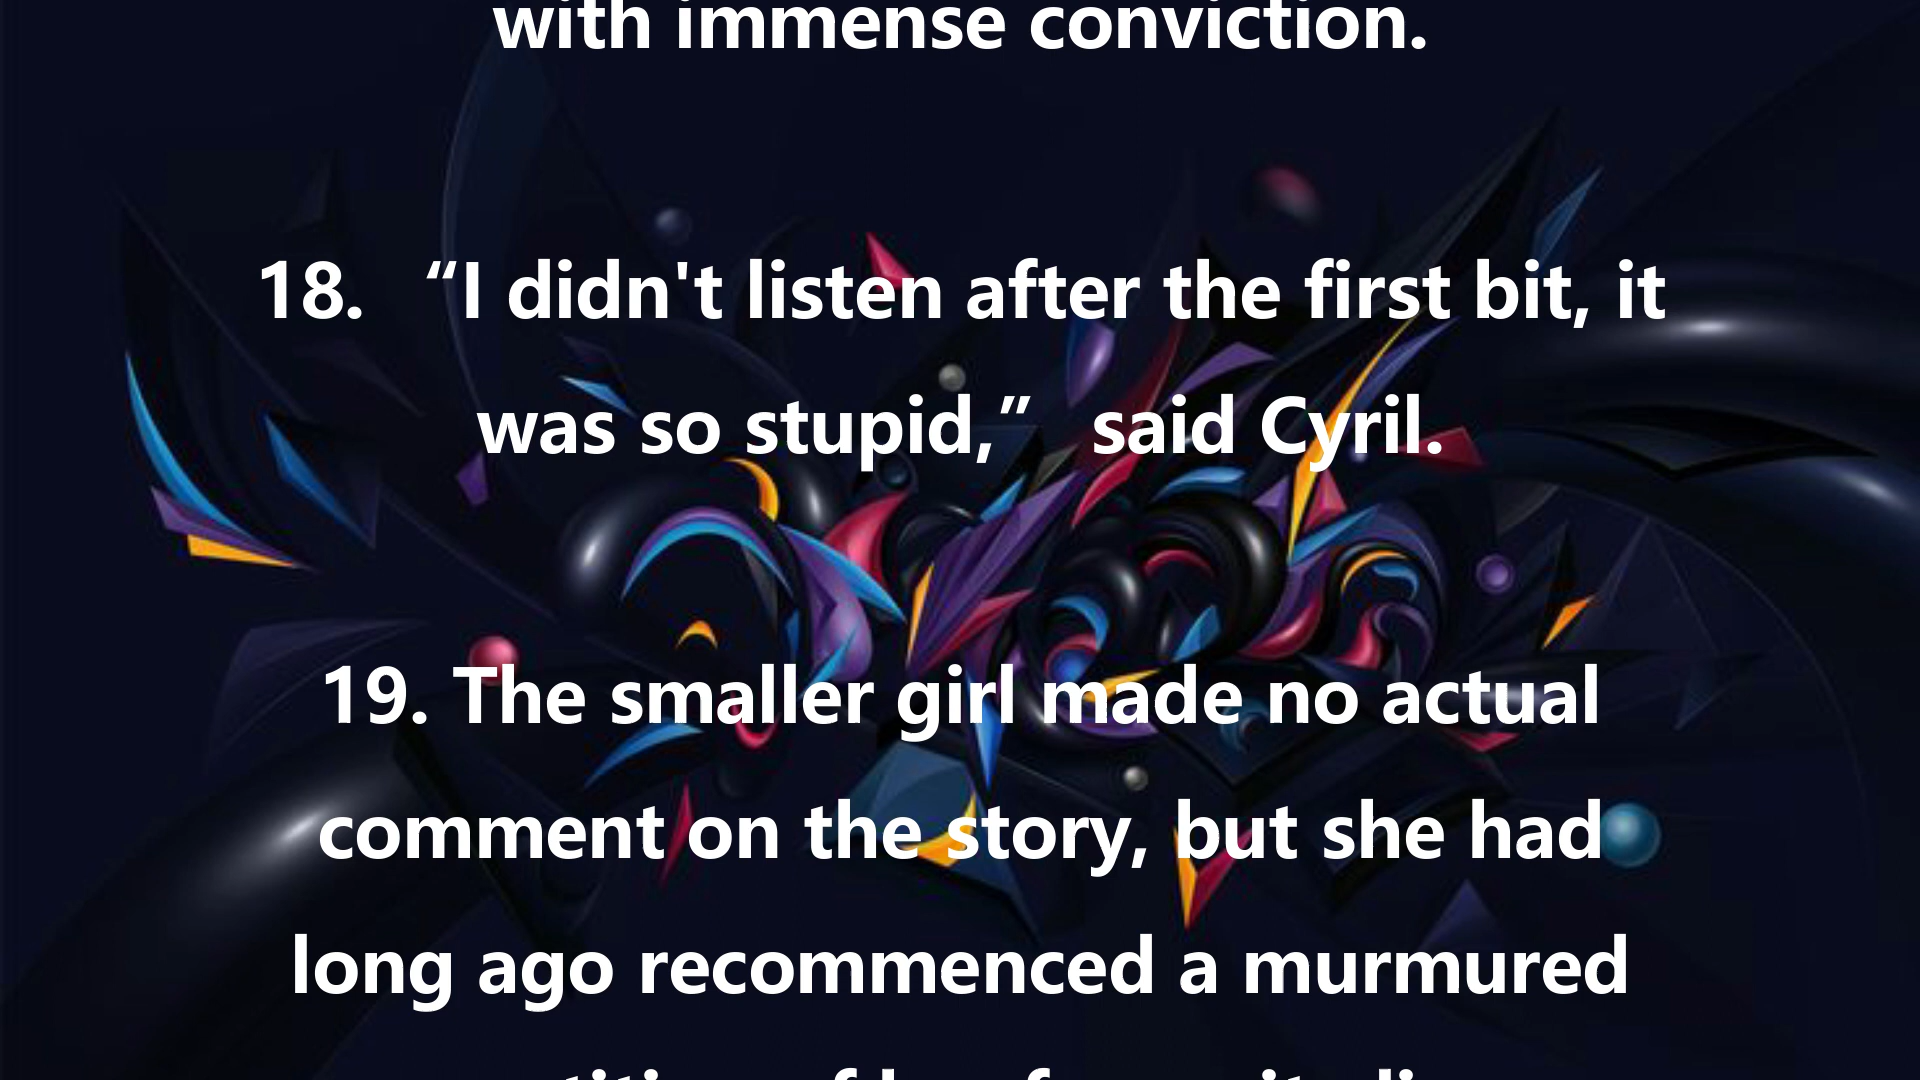 with immense conviction.
18. “I didn't listen after the first bit, it
was so stupid,” said Cyril.
19. The smaller girl made no actual
comment on the story, but she had
long ago recommenced a murmured